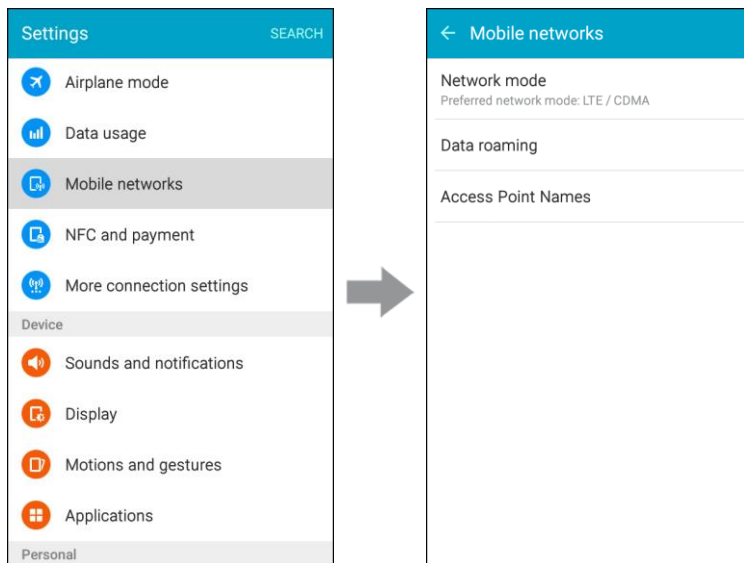 Settings
SEARCH
Airplane mode
Data usage
Mobile networks
NFC and payment
More connection settings
Device
Sounds and notifications
Display
Motions and gestures
Applications
Personal
Mobile networks
Network mode
Preferred network mode: LTE / CDMA
Data roaming
Access Point Names